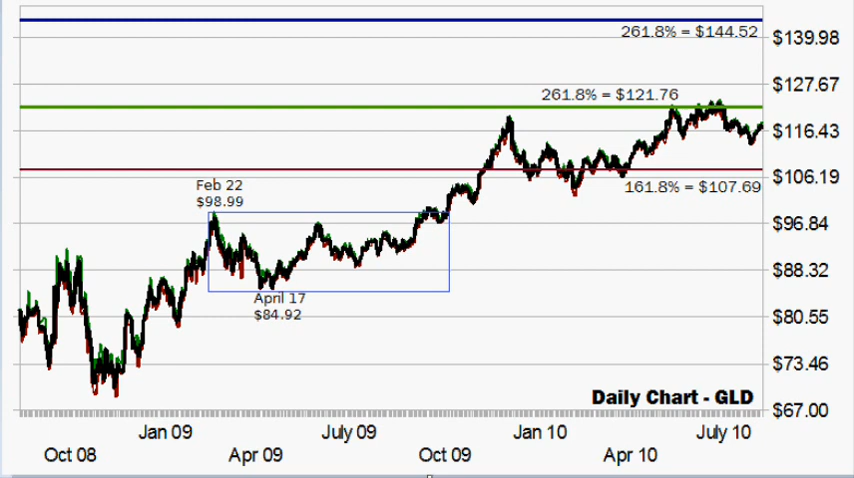 261.8% = $144.52
$139.98
$127.67
261.8% = $121.76
$116.43
$106.19
161.8% = $107.69
Feb 22
$98.99
$96.84
$88.32
April 17
$84.92
$80.55
$73.46
Daily Chart - GLD
$67.00
Jan 09 July 09 Jan 10 July 10
Oct 08 Apr 09 Oct 09 Apr 10